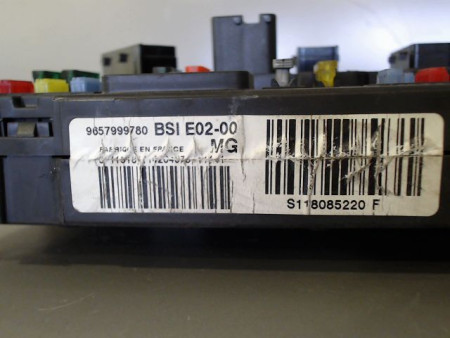 9657999780 BSI E02-00
FABRIQUE EN FRANCE MG
S118085220 F